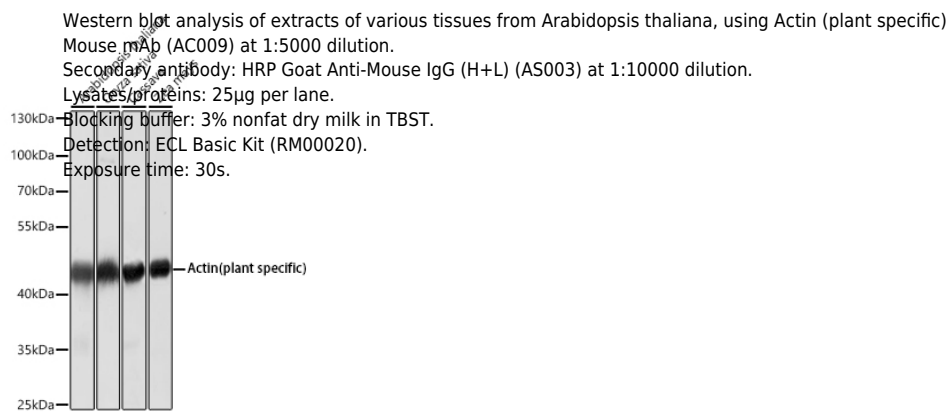 Western blot analysis of extracts of various tissues from Arabidopsis thaliana, using Actin (plant specific)
Mouse mAb (AC009) at 1:5000 dilution.
Secondary antibody: HRP Goat Anti-Mouse IgG (H+L) (AS003) at 1:10000 dilution.
Lysates/proteins: 25μg per lane.
Blocking buffer: 3% nonfat dry milk in TBST.
Detection: ECL Basic Kit (RM00020).
Exposure time: 30s.
Arabidopsis thaliana
130kDa
100kDa
70kDa
55kDa
Actin(plant specific)
40kDa
35kDa
25kDa